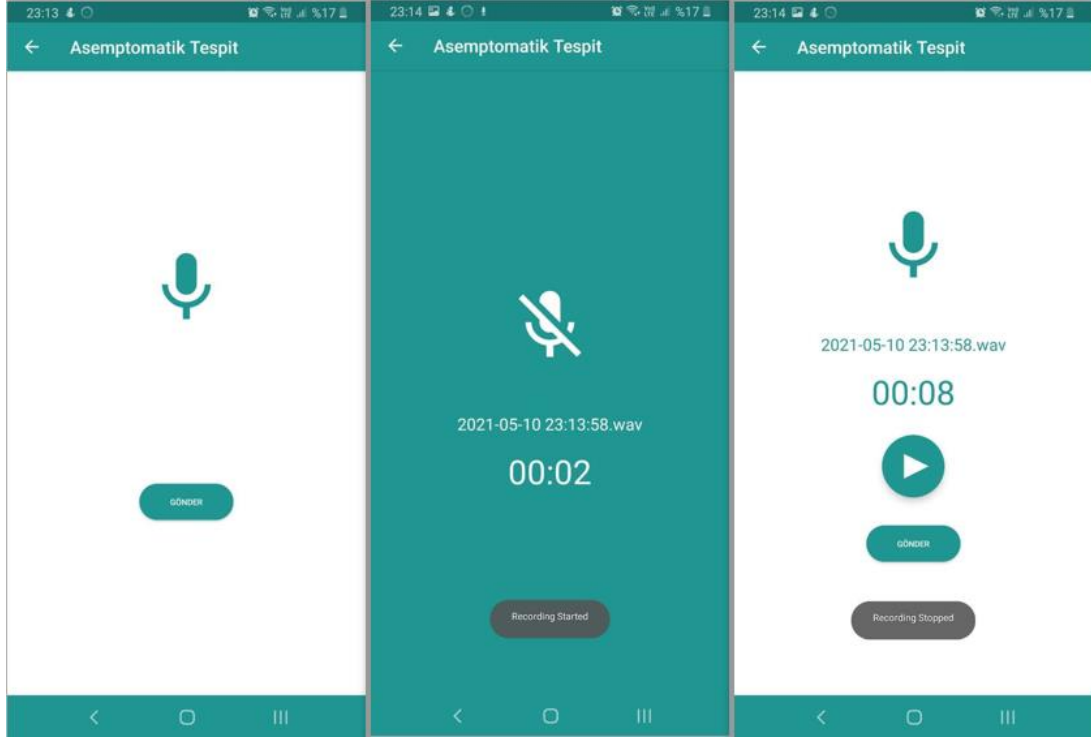 23:13 %17
Asemptomatik Tespit
GÖNDER
23:14 %17
Asemptomatik Tespit
2021-05-10 23:13:58.wav
00:02
Recording Started
23:14 %17
Asemptomatik Tespit
2021-05-10 23:13:58.wav
00:08
GÖNDER
Recording Stopped